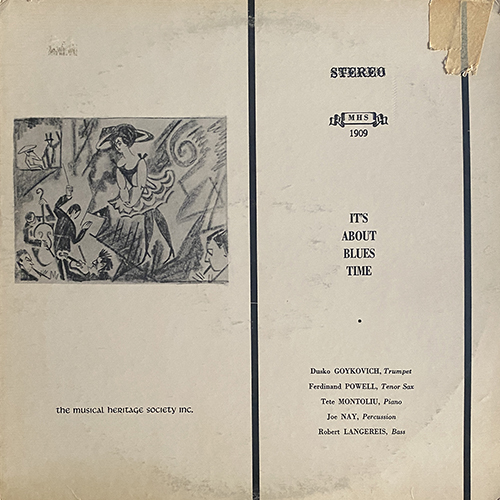 STEREO
MHS
1909
IT'S
ABOUT
BLUES
TIME
Dusko GOYKOVICH, Trumpet
Ferdinand POWELL, Tenor Sax
Tete MONTOLIU, Piano
Joe NAY, Percussion
Robert LANGEREIS, Bass
the musical heritage society inc.